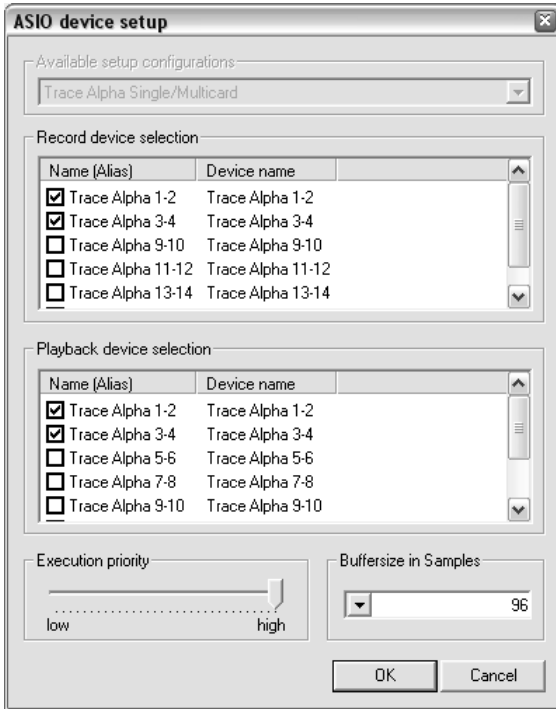 ASIO device setup
Available setup configurations
Trace Alpha Single/Multicard
Record device selection
Name (Alias) Device name
Trace Alpha 1-2 Trace Alpha 1-2
Trace Alpha 3-4 Trace Alpha 3-4
Trace Alpha 9-10 Trace Alpha 9-10
Trace Alpha 11-12 Trace Alpha 11-12
Trace Alpha 13-14 Trace Alpha 13-14
Playback device selection
Name (Alias) Device name
Trace Alpha 1-2 Trace Alpha 1-2
Trace Alpha 3-4 Trace Alpha 3-4
Trace Alpha 5-6 Trace Alpha 5-6
Trace Alpha 7-8 Trace Alpha 7-8
Trace Alpha 9-10 Trace Alpha 9-10
Execution priority
low high
Buffersize in Samples
96
OK Cancel